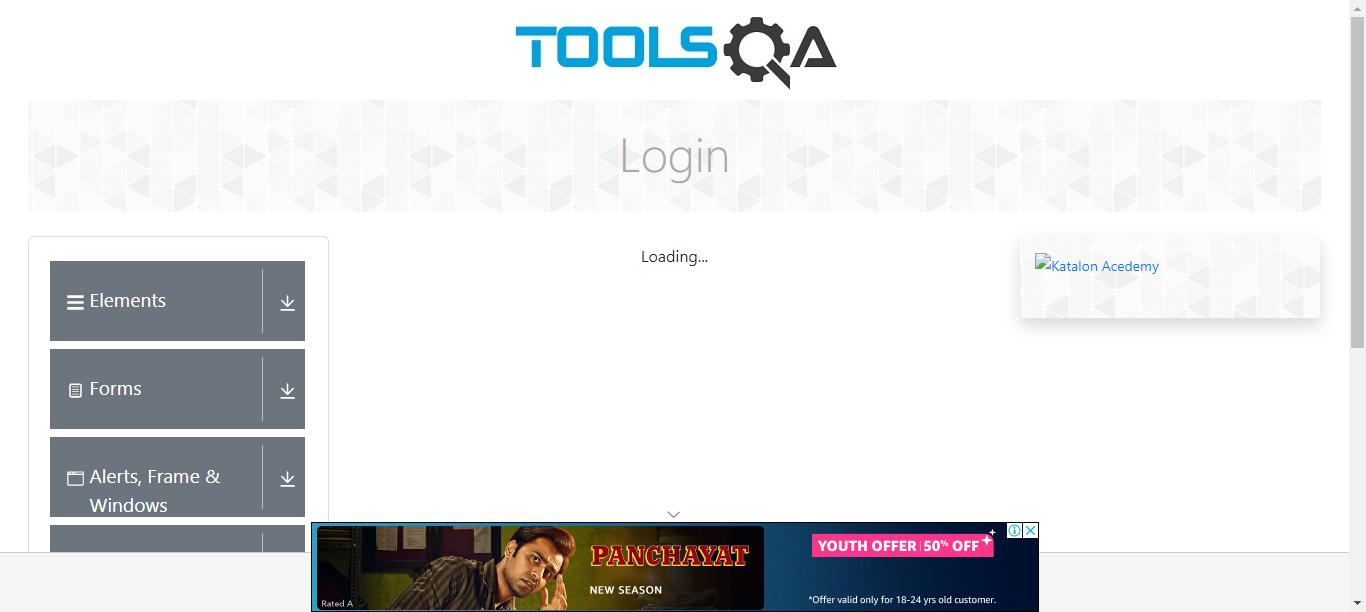 TOOLSQA
Login
Elements
Forms
Alerts, Frame &
Windows
Loading...
Katalon Acedemy
PANCHAYAT
NEW SEASON
Rated A
YOUTH OFFER | 50% OFF
*Offer valid only for 18-24 yrs old customer.